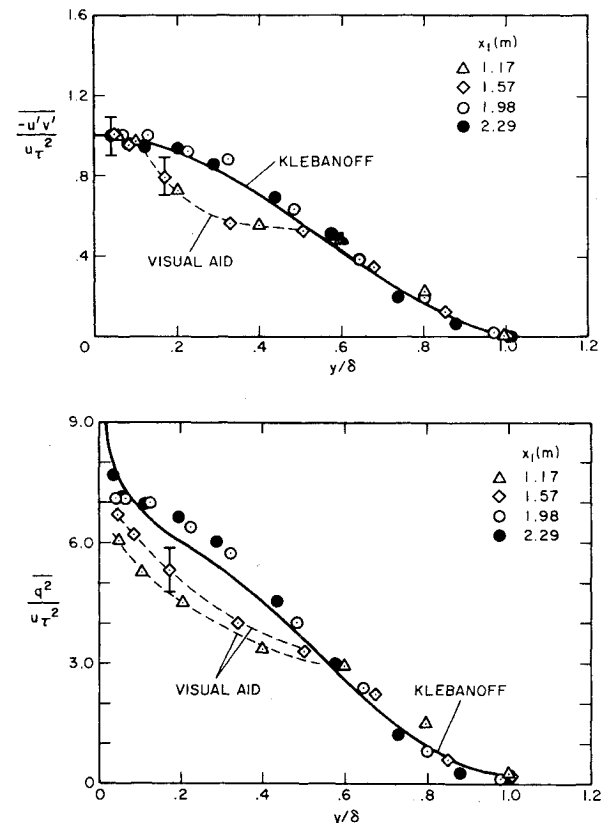 1.6
1.2
.8
.4
0
-u'v'
uτ²
x₁(m)
△ 1.17
◇ 1.57
○ 1.98
● 2.29
KLEBANOFF
VISUAL AID
0 .2 .4 .6 .8 1.0 1.2
y/δ
9.0
6.0
3.0
0
q²
uτ²
x₁(m)
△ 1.17
◇ 1.57
○ 1.98
● 2.29
VISUAL AID
KLEBANOFF
0 .2 .4 .6 .8 1.0 1.2
y/δ